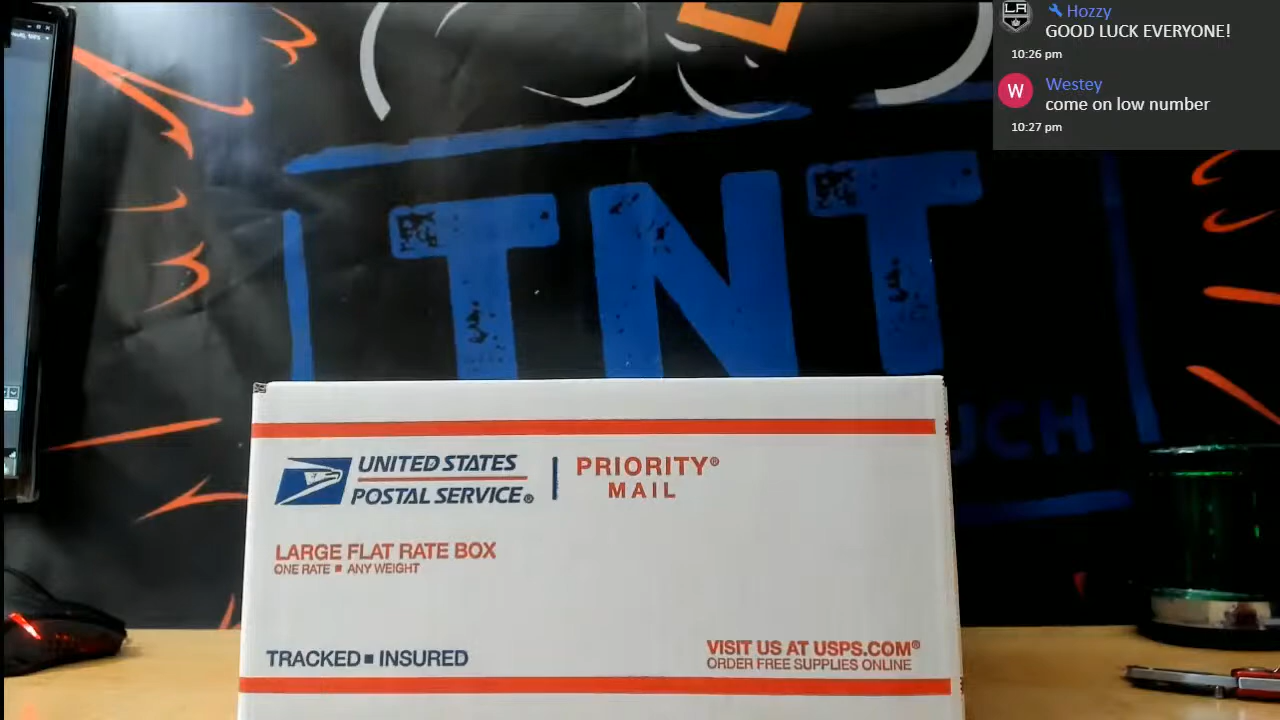 Hozzy
GOOD LUCK EVERYONE!
10:26 pm
W
Westey
come on low number
10:27 pm
LA
TNT
UCH
UNITED STATES
POSTAL SERVICE®
PRIORITY®
MAIL
LARGE FLAT RATE BOX
ONE RATE ■ ANY WEIGHT
TRACKED ■ INSURED
VISIT US AT USPS.COM®
ORDER FREE SUPPLIES ONLINE